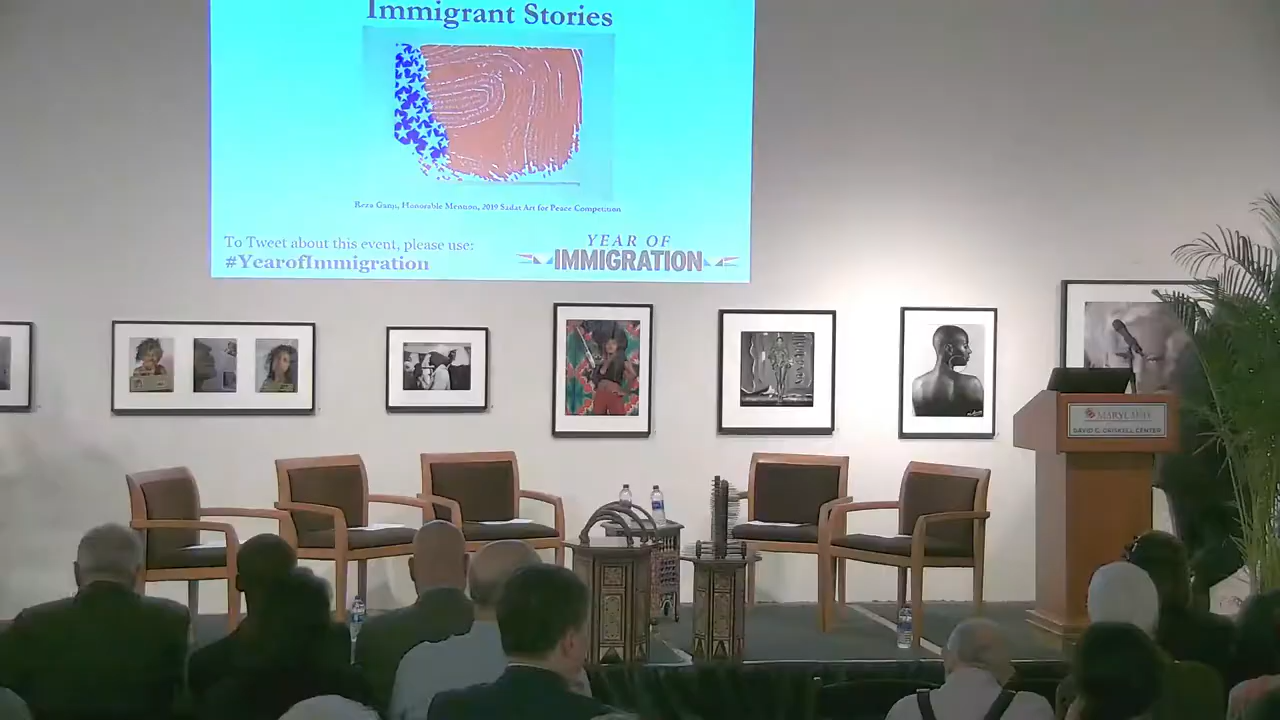 Immigrant Stories
Reza Ganji, Honorable Mention, 2019 Sadat Art for Peace Competition
To Tweet about this event, please use:
#YearofImmigration
YEAR OF
IMMIGRATION
MARYLAND
DAVID C. DRISKELL CENTER